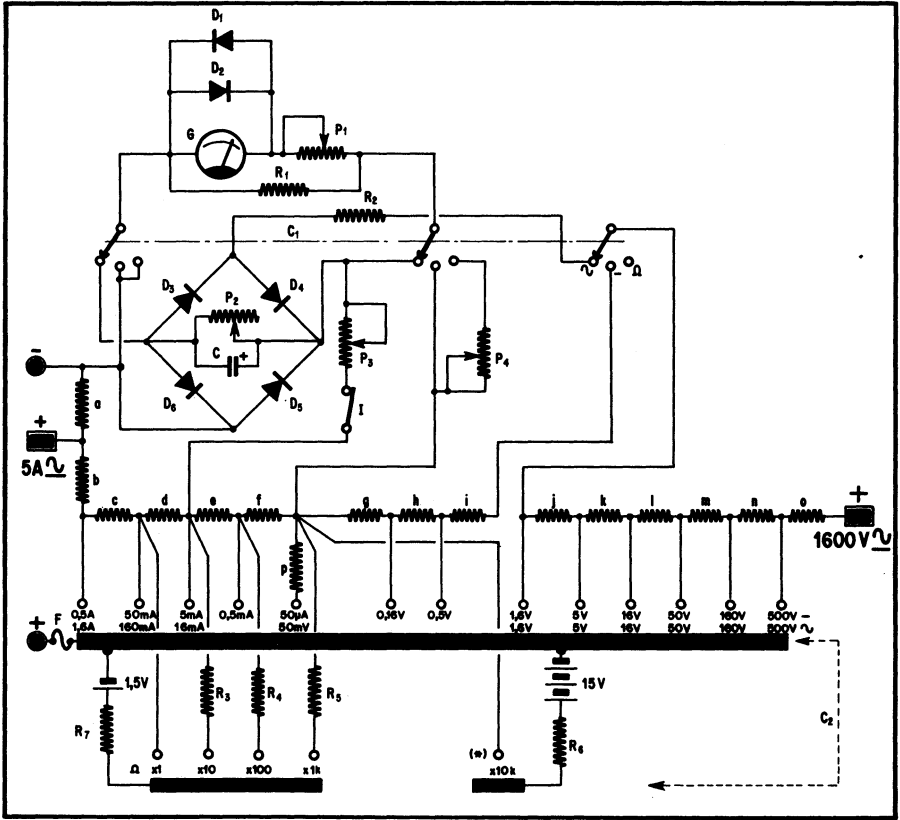 D1
D2
G
P1
R1
R2
C1
D3
D4
P2
C +
D6
D5
P3
I
P4
∿ - Ω
-
a
+
5A ∿
b
c d e f g h i j k l m n o
+
1600V ∿
p
0,5A 50mA 5mA 0,5mA 50µA 0,16V 0,5V 1,6V 5V 16V 50V 160V 500V -
1,6A 160mA 16mA 50mV 1,6V 5V 16V 50V 160V 500V ∿
+ F
1,5V
R3
R4
R5
15V
R7
R6
C2
(*)
Ω x1 x10 x100 x1k x10k